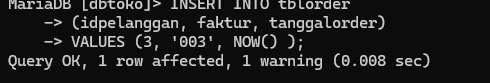 MariaDB [dbtoko]> INSERT INTO tblorder
    -> (idpelanggan, faktur, tanggalorder)
    -> VALUES (3, '003', NOW() );
Query OK, 1 row affected, 1 warning (0.008 sec)